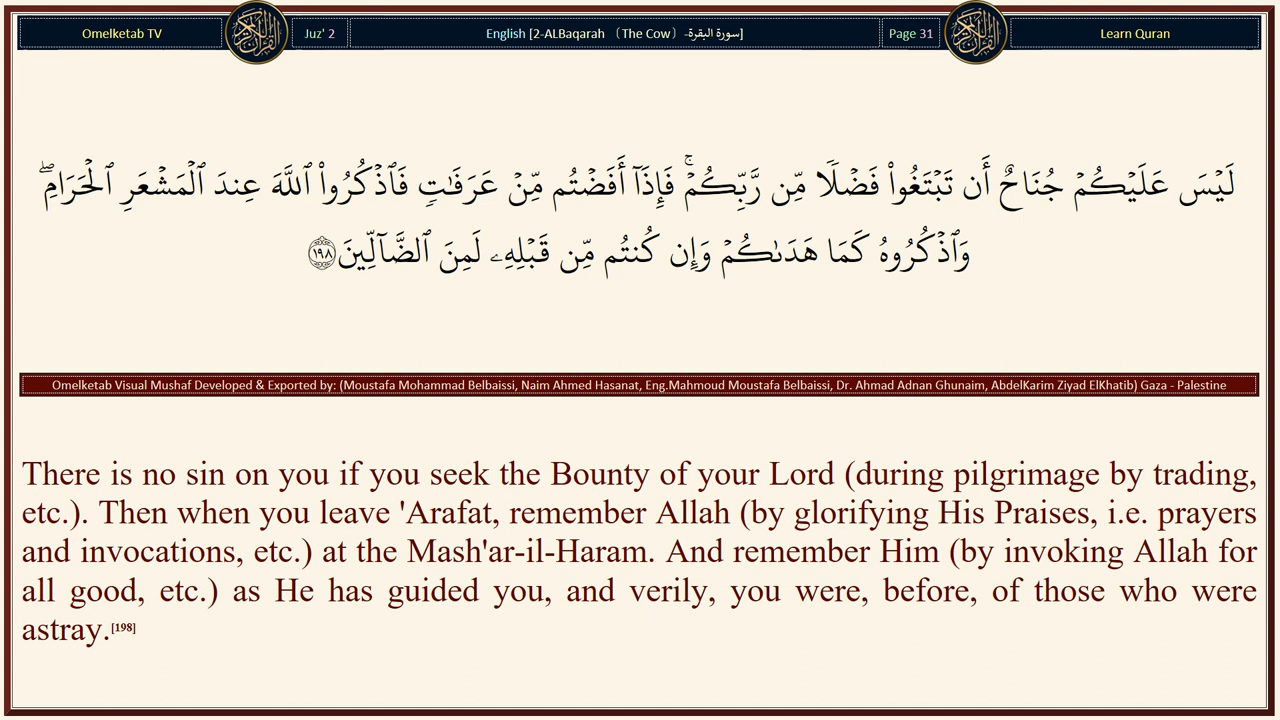 Omelketab TV
Juz' 2
English [2-ALBaqarah （The Cow） -سورة البقرة]
Page 31
Learn Quran
لَيۡسَ عَلَيۡكُمۡ جُنَاحٌ أَن تَبۡتَغُواْ فَضۡلٗا مِّن رَّبِّكُمۡۚ فَإِذَآ أَفَضۡتُم مِّنۡ عَرَفَٰتٖ فَٱذۡكُرُواْ ٱللَّهَ عِندَ ٱلۡمَشۡعَرِ ٱلۡحَرَامِۖ
وَٱذۡكُرُوهُ كَمَا هَدَىٰكُمۡ وَإِن كُنتُم مِّن قَبۡلِهِۦ لَمِنَ ٱلضَّآلِّينَ ١٩٨
Omelketab Visual Mushaf Developed & Exported by: (Moustafa Mohammad Belbaissi, Naim Ahmed Hasanat, Eng.Mahmoud Moustafa Belbaissi, Dr. Ahmad Adnan Ghunaim, AbdelKarim Ziyad ElKhatib) Gaza - Palestine
There is no sin on you if you seek the Bounty of your Lord (during pilgrimage by trading,
etc.). Then when you leave 'Arafat, remember Allah (by glorifying His Praises, i.e. prayers
and invocations, etc.) at the Mash'ar-il-Haram. And remember Him (by invoking Allah for
all good, etc.) as He has guided you, and verily, you were, before, of those who were
astray.[198]